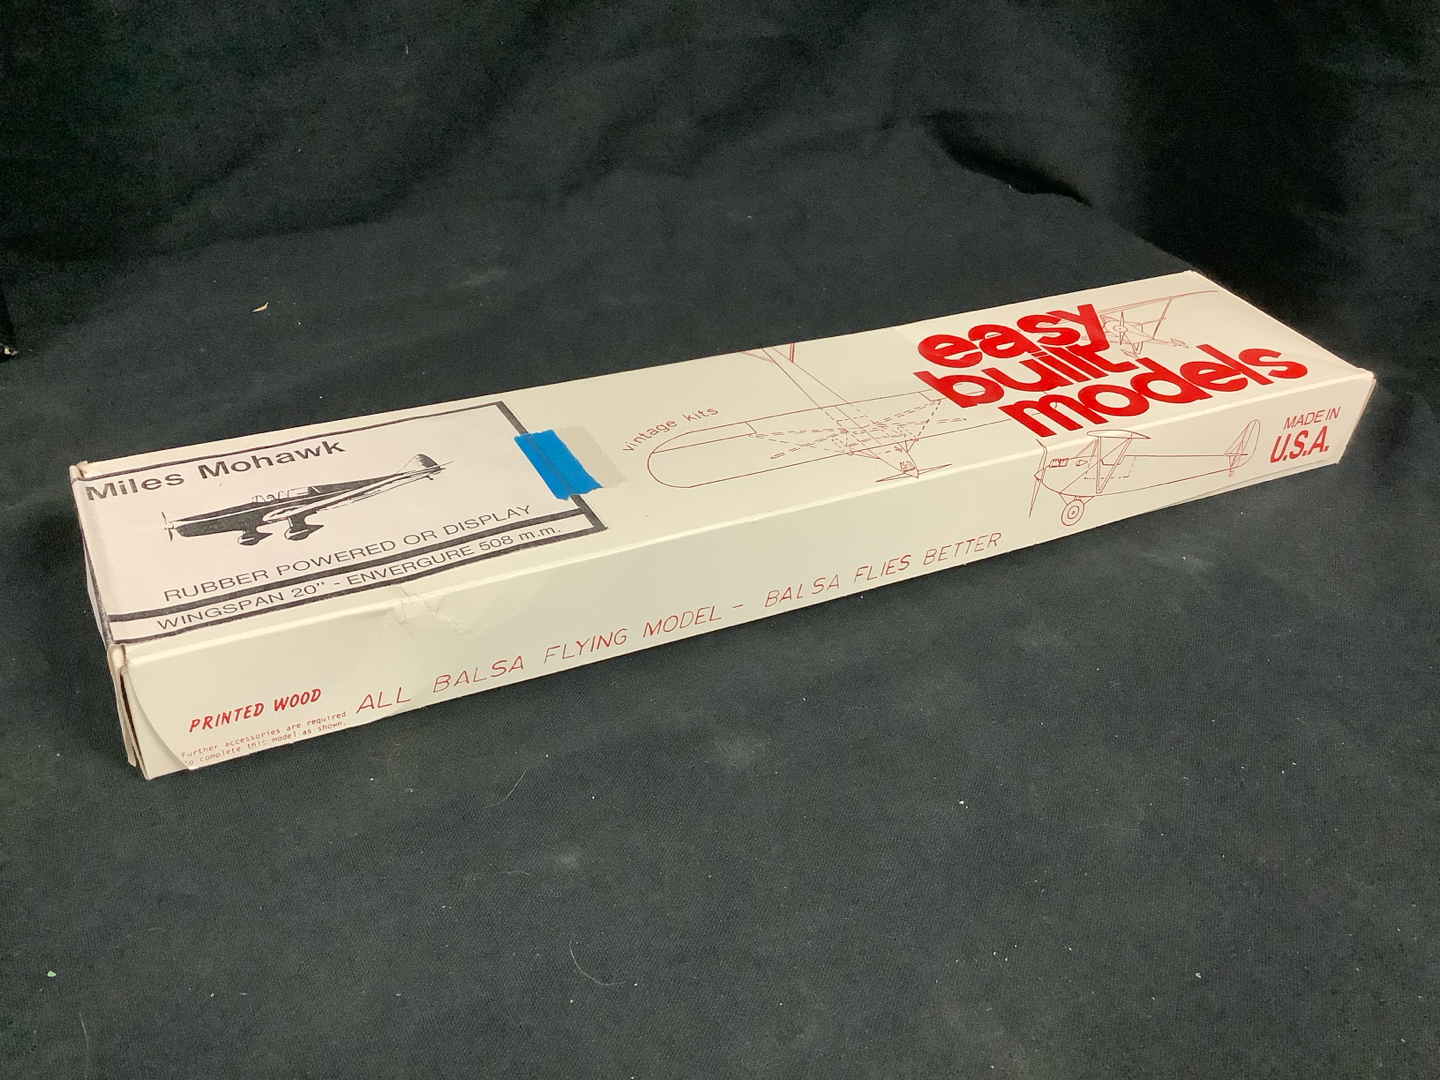 Miles Mohawk
RUBBER POWERED OR DISPLAY
WINGSPAN 20" - ENVERGURE 508 m.m.
vintage kits
easy
built
models
MADE IN
U.S.A.
ALL BALSA FLYING MODEL - BALSA FLIES BETTER
PRINTED WOOD
Further accessories are required
to complete this model as shown.